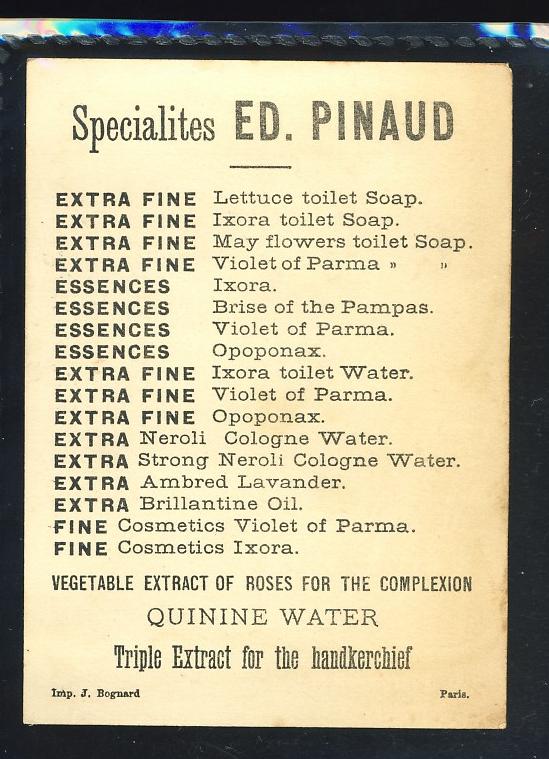 Specialites ED. PINAUD
EXTRA FINE Lettuce toilet Soap.
EXTRA FINE Ixora toilet Soap.
EXTRA FINE May flowers toilet Soap.
EXTRA FINE Violet of Parma » »
ESSENCES Ixora.
ESSENCES Brise of the Pampas.
ESSENCES Violet of Parma.
ESSENCES Opoponax.
EXTRA FINE Ixora toilet Water.
EXTRA FINE Violet of Parma.
EXTRA FINE Opoponax.
EXTRA Neroli Cologne Water.
EXTRA Strong Neroli Cologne Water.
EXTRA Ambred Lavander.
EXTRA Brillantine Oil.
FINE Cosmetics Violet of Parma.
FINE Cosmetics Ixora.
VEGETABLE EXTRACT OF ROSES FOR THE COMPLEXION
QUININE WATER
Triple Extract for the handkerchief
Imp. J. Bognard Paris.